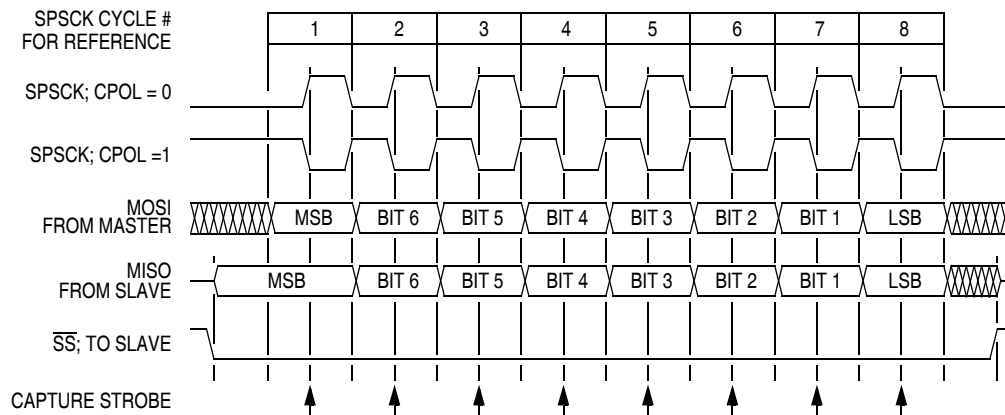 SPSCK CYCLE #
FOR REFERENCE
1 2 3 4 5 6 7 8
SPSCK; CPOL = 0
SPSCK; CPOL =1
MOSI
FROM MASTER
MSB BIT 6 BIT 5 BIT 4 BIT 3 BIT 2 BIT 1 LSB
MISO
FROM SLAVE
MSB BIT 6 BIT 5 BIT 4 BIT 3 BIT 2 BIT 1 LSB
SS; TO SLAVE
CAPTURE STROBE